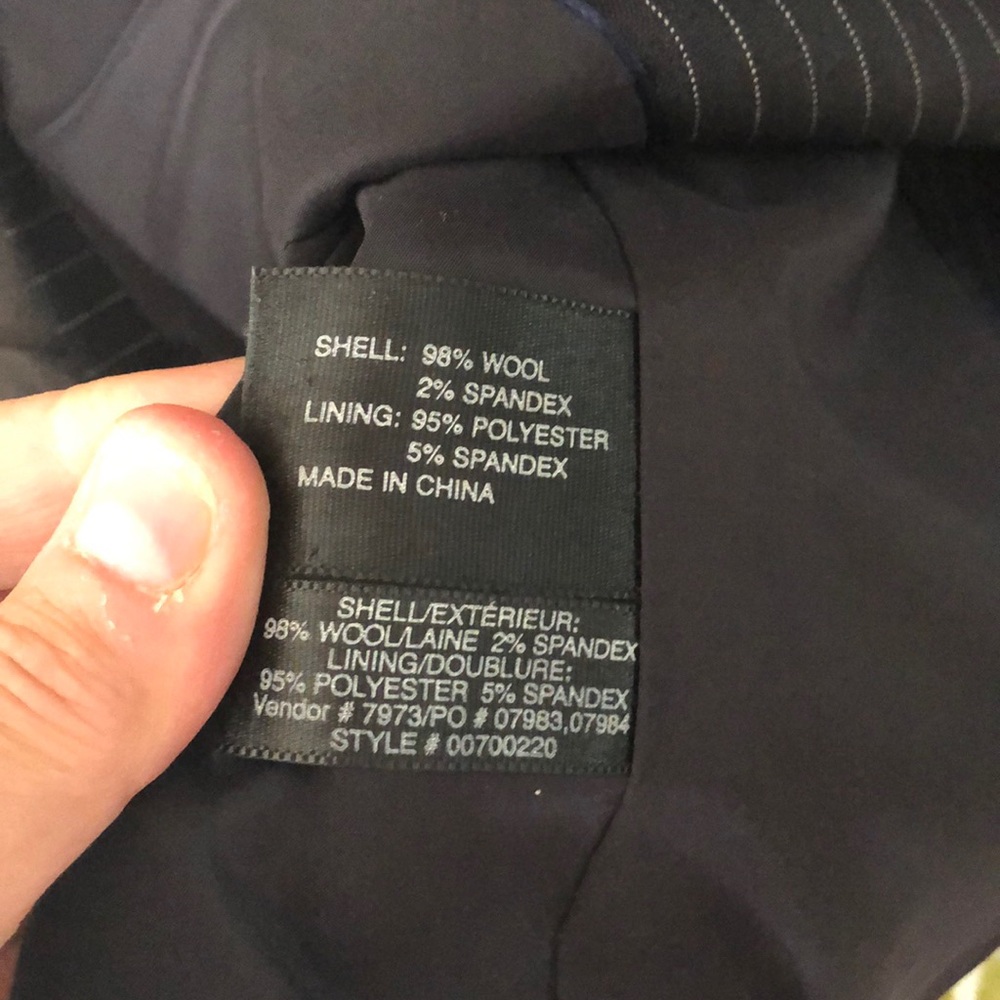 SHELL: 98% WOOL
2% SPANDEX
LINING: 95% POLYESTER
5% SPANDEX
MADE IN CHINA
SHELL/EXTÉRIEUR:
98% WOOL/LAINE 2% SPANDEX
LINING/DOUBLURE:
95% POLYESTER 5% SPANDEX
Vendor # 7973/PO # 07983,07984
STYLE # 00700220